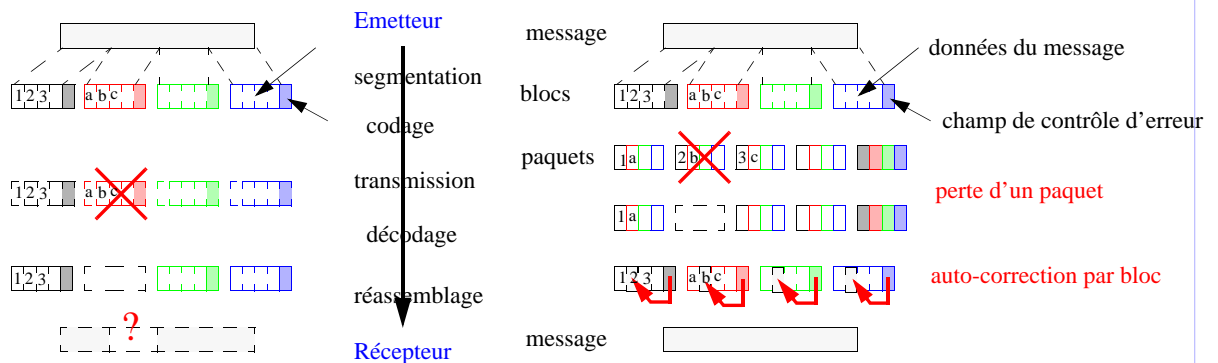 Emetteur
message
données du message
segmentation
1 2 3
a b c
blocs
1 2 3
a b c
champ de contrôle d'erreur
codage
paquets
1 a
2 b
3 c
transmission
1 2 3
a b c
perte d'un paquet
1 a
décodage
1 2 3
1 2 3
a b c
auto-correction par bloc
réassemblage
?
message
Récepteur